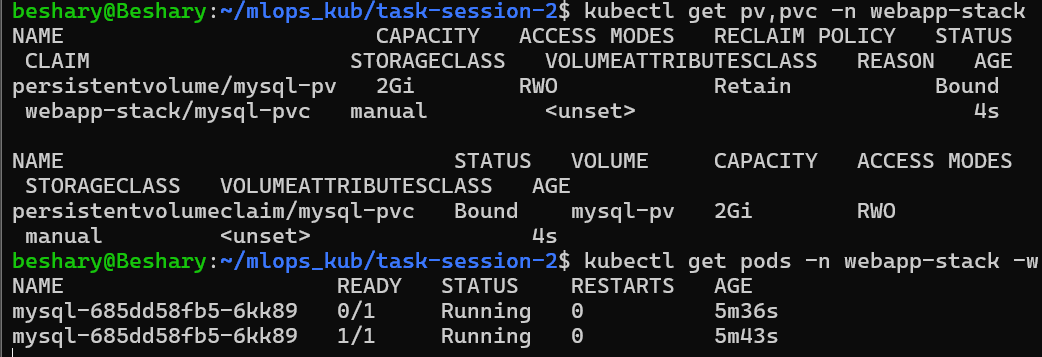 beshary@Beshary:~/mlops_kub/task-session-2$ kubectl get pv,pvc -n webapp-stack
NAME CAPACITY ACCESS MODES RECLAIM POLICY STATUS
CLAIM STORAGECLASS VOLUMEATTRIBUTESCLASS REASON AGE
persistentvolume/mysql-pv 2Gi RWO Retain Bound
webapp-stack/mysql-pvc manual <unset> 4s
NAME STATUS VOLUME CAPACITY ACCESS MODES
STORAGECLASS VOLUMEATTRIBUTESCLASS AGE
persistentvolumeclaim/mysql-pvc Bound mysql-pv 2Gi RWO
manual <unset> 4s
beshary@Beshary:~/mlops_kub/task-session-2$ kubectl get pods -n webapp-stack -w
NAME READY STATUS RESTARTS AGE
mysql-685dd58fb5-6kk89 0/1 Running 0 5m36s
mysql-685dd58fb5-6kk89 1/1 Running 0 5m43s